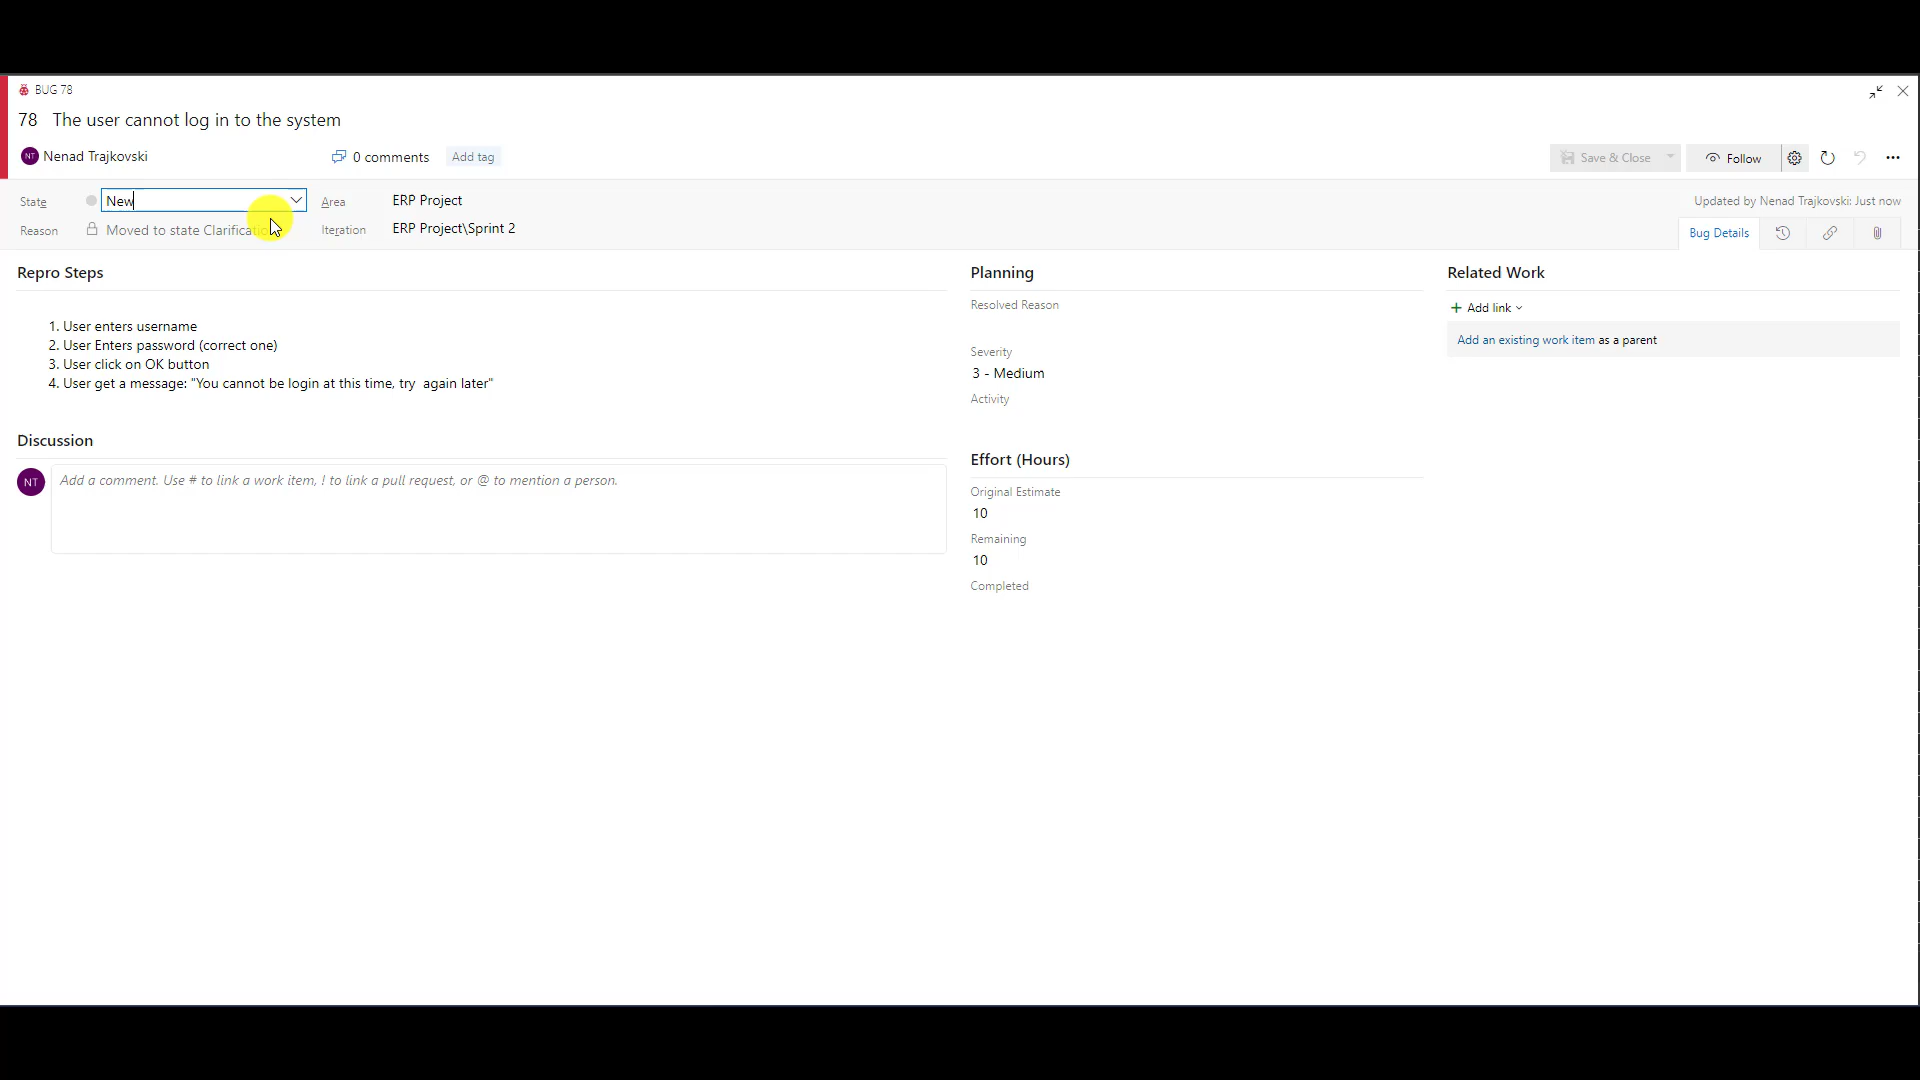 BUG 78
78 The user cannot log in to the system
NT Nenad Trajkovski
0 comments
Add tag
Save & Close
Follow
State
New
Area
ERP Project
Updated by Nenad Trajkovski: Just now
Reason
Moved to state Clarificatio
Iteration
ERP Project\Sprint 2
Bug Details
Repro Steps
1. User enters username
2. User Enters password (correct one)
3. User click on OK button
4. User get a message: "You cannot be login at this time, try again later"
Discussion
NT
Add a comment. Use # to link a work item, ! to link a pull request, or @ to mention a person.
Planning
Resolved Reason
Severity
3 - Medium
Activity
Effort (Hours)
Original Estimate
10
Remaining
10
Completed
Related Work
+ Add link
Add an existing work item as a parent